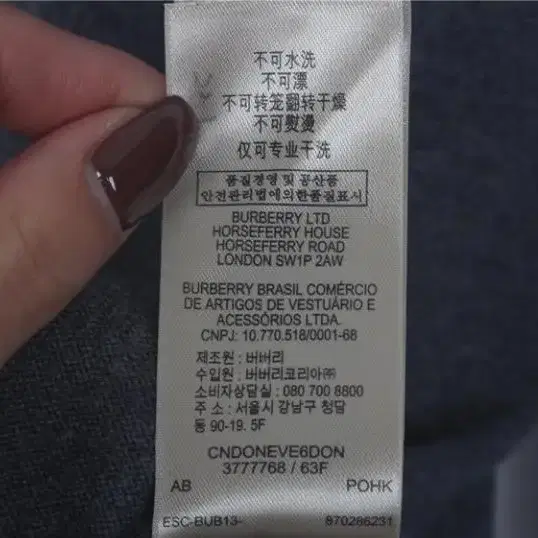 不可水洗
不可漂
不可转笼翻转干燥
不可熨烫
仅可专业干洗
품질경영 및 공산품
안전관리법에의한품질표시
BURBERRY LTD
HORSEFERRY HOUSE
HORSEFERRY ROAD
LONDON SW1P 2AW
BURBERRY BRASIL COMÉRCIO
DE ARTIGOS DE VESTUÁRIO E
ACESSÓRIOS LTDA.
CNPJ: 10.770.518/0001-68
제조원 : 버버리
수입원 : 버버리코리아㈜
소비자상담실 : 080 700 8800
주 소 : 서울시 강남구 청담
동 90-19. 5F
CNDONEVE6DON
3777768 / 63F
AB POHK
ESC-BUB13- 870286231